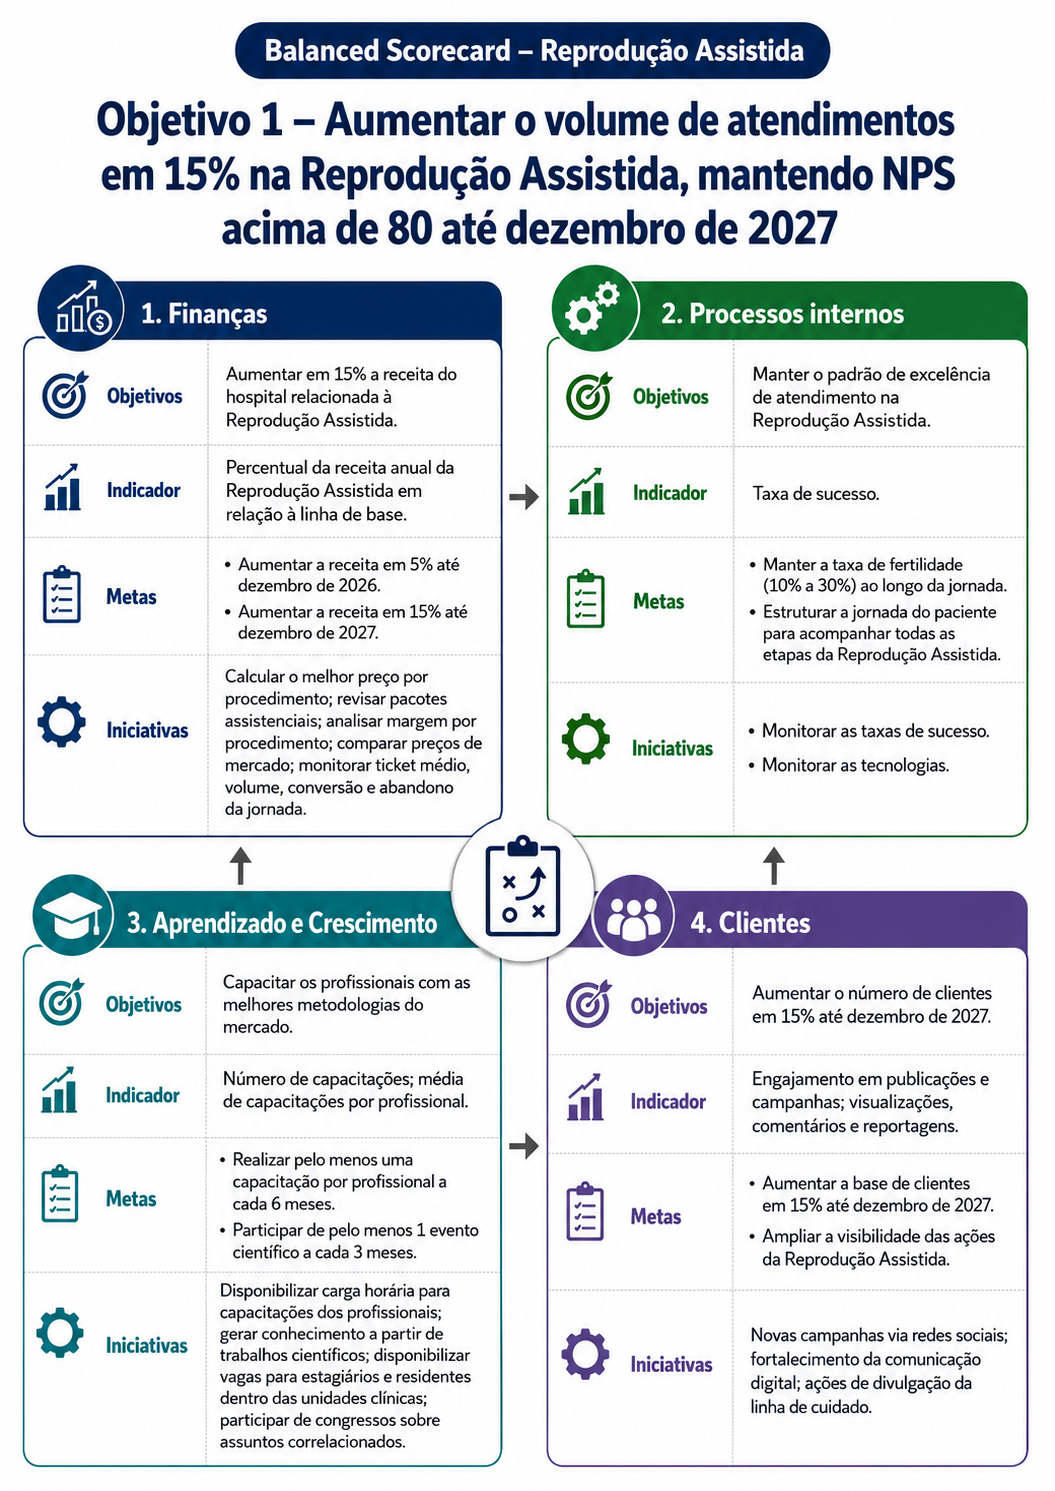 Balanced Scorecard – Reprodução Assistida
Objetivo 1 – Aumentar o volume de atendimentos
em 15% na Reprodução Assistida, mantendo NPS
acima de 80 até dezembro de 2027
1. Finanças
Objetivos
Aumentar em 15% a receita do
hospital relacionada à
Reprodução Assistida.
Indicador
Percentual da receita anual da
Reprodução Assistida em
relação à linha de base.
Metas
• Aumentar a receita em 5% até
dezembro de 2026.
• Aumentar a receita em 15% até
dezembro de 2027.
Iniciativas
Calcular o melhor preço por
procedimento; revisar pacotes
assistenciais; analisar margem por
procedimento; comparar preços de
mercado; monitorar ticket médio,
volume, conversão e abandono
da jornada.
2. Processos internos
Objetivos
Manter o padrão de excelência
de atendimento na
Reprodução Assistida.
Indicador
Taxa de sucesso.
Metas
• Manter a taxa de fertilidade
(10% a 30%) ao longo da jornada.
• Estruturar a jornada do paciente
para acompanhar todas as
etapas da Reprodução Assistida.
Iniciativas
• Monitorar as taxas de sucesso.
• Monitorar as tecnologias.
3. Aprendizado e Crescimento
Objetivos
Capacitar os profissionais com as
melhores metodologias do
mercado.
Indicador
Número de capacitações; média
de capacitações por profissional.
Metas
• Realizar pelo menos uma
capacitação por profissional a
cada 6 meses.
• Participar de pelo menos 1 evento
científico a cada 3 meses.
Iniciativas
Disponibilizar carga horária para
capacitações dos profissionais;
gerar conhecimento a partir de
trabalhos científicos; disponibilizar
vagas para estagiários e residentes
dentro das unidades clínicas;
participar de congressos sobre
assuntos correlacionados.
4. Clientes
Objetivos
Aumentar o número de clientes
em 15% até dezembro de 2027.
Indicador
Engajamento em publicações e
campanhas; visualizações,
comentários e reportagens.
Metas
• Aumentar a base de clientes
em 15% até dezembro de 2027.
• Ampliar a visibilidade das ações
da Reprodução Assistida.
Iniciativas
Novas campanhas via redes sociais;
fortalecimento da comunicação
digital; ações de divulgação da
linha de cuidado.